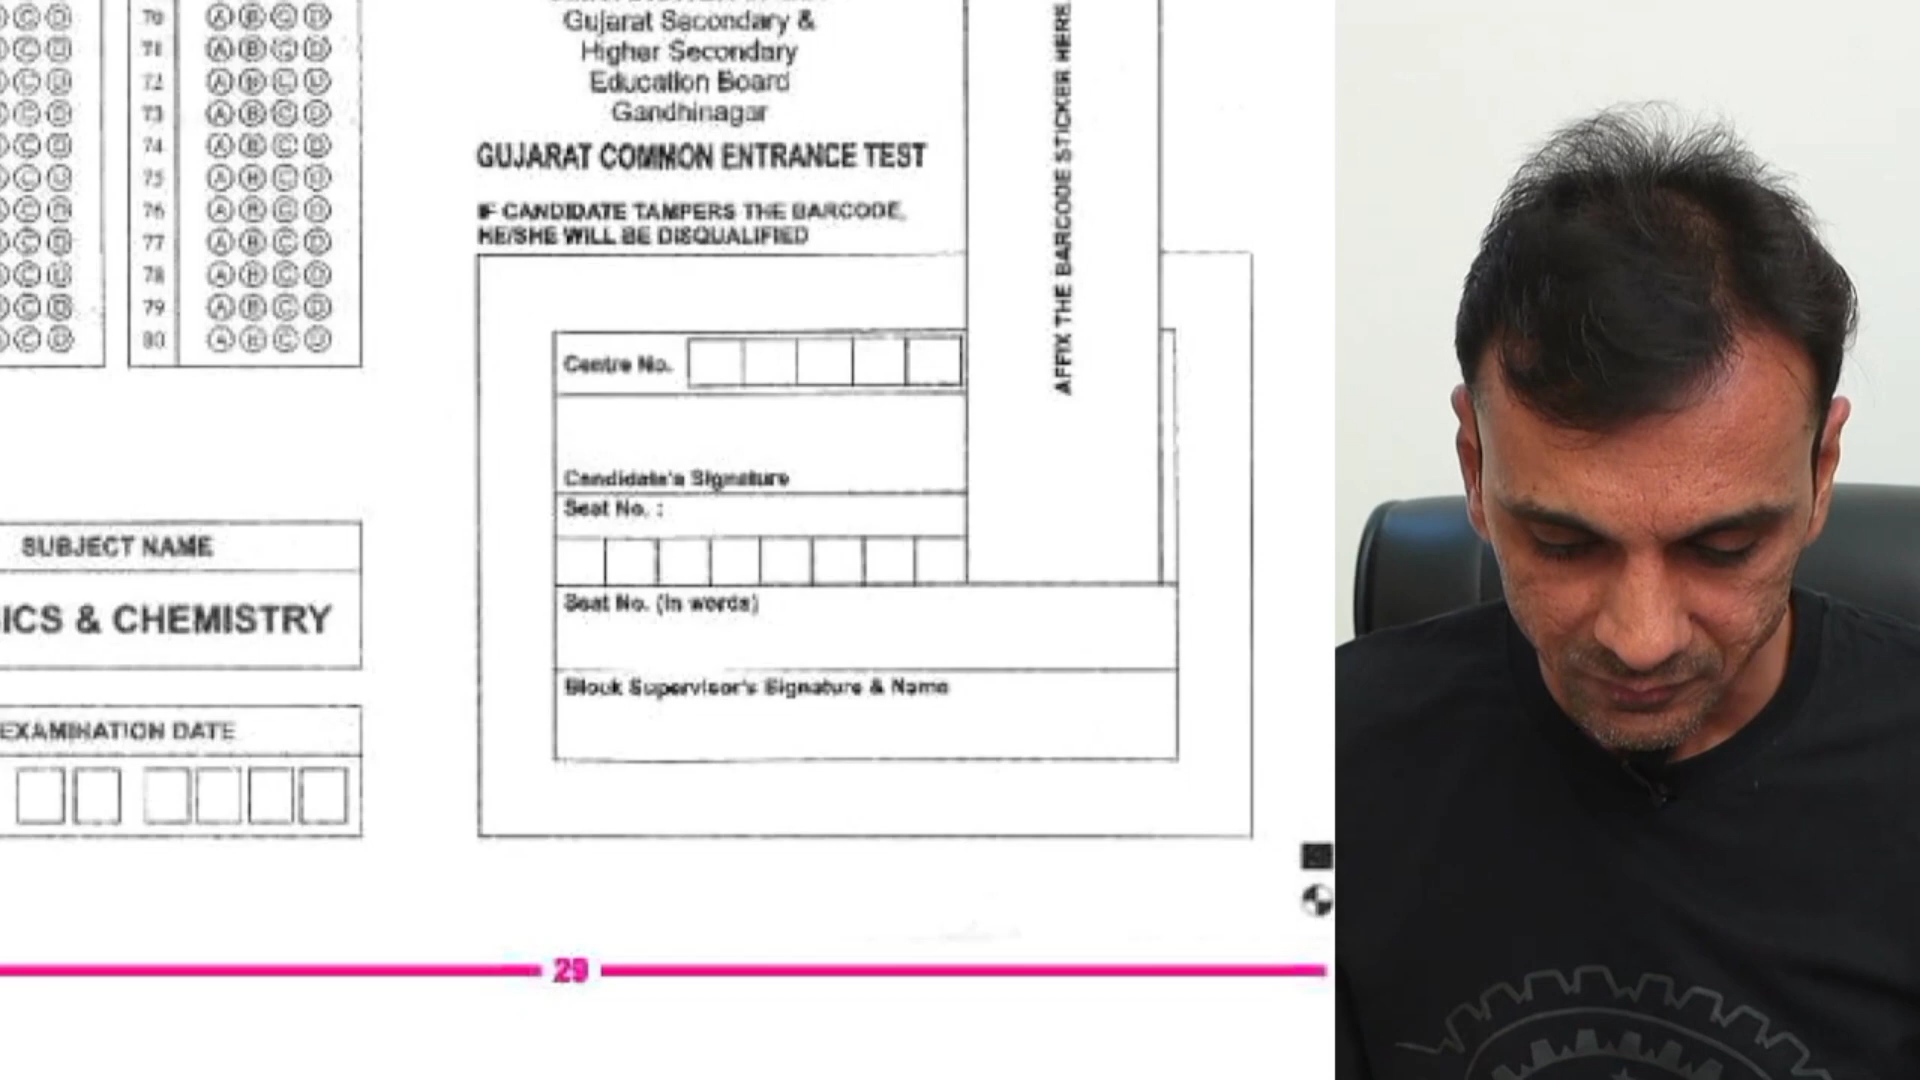 70 A B C D
71 A B C D
72 A B C D
73 A B C D
74 A B C D
75 A B C D
76 A B C D
77 A B C D
78 A B C D
79 A B C D
80 A B C D
SUBJECT NAME
ICS & CHEMISTRY
EXAMINATION DATE
Gujarat Secondary &
Higher Secondary
Education Board
Gandhinagar
GUJARAT COMMON ENTRANCE TEST
IF CANDIDATE TAMPERS THE BARCODE,
HE/SHE WILL BE DISQUALIFIED
AFFIX THE BARCODE STICKER HERE
Centre No.
Candidate's Signature
Seat No. :
Seat No. (in words)
Block Supervisor's Signature & Name
29